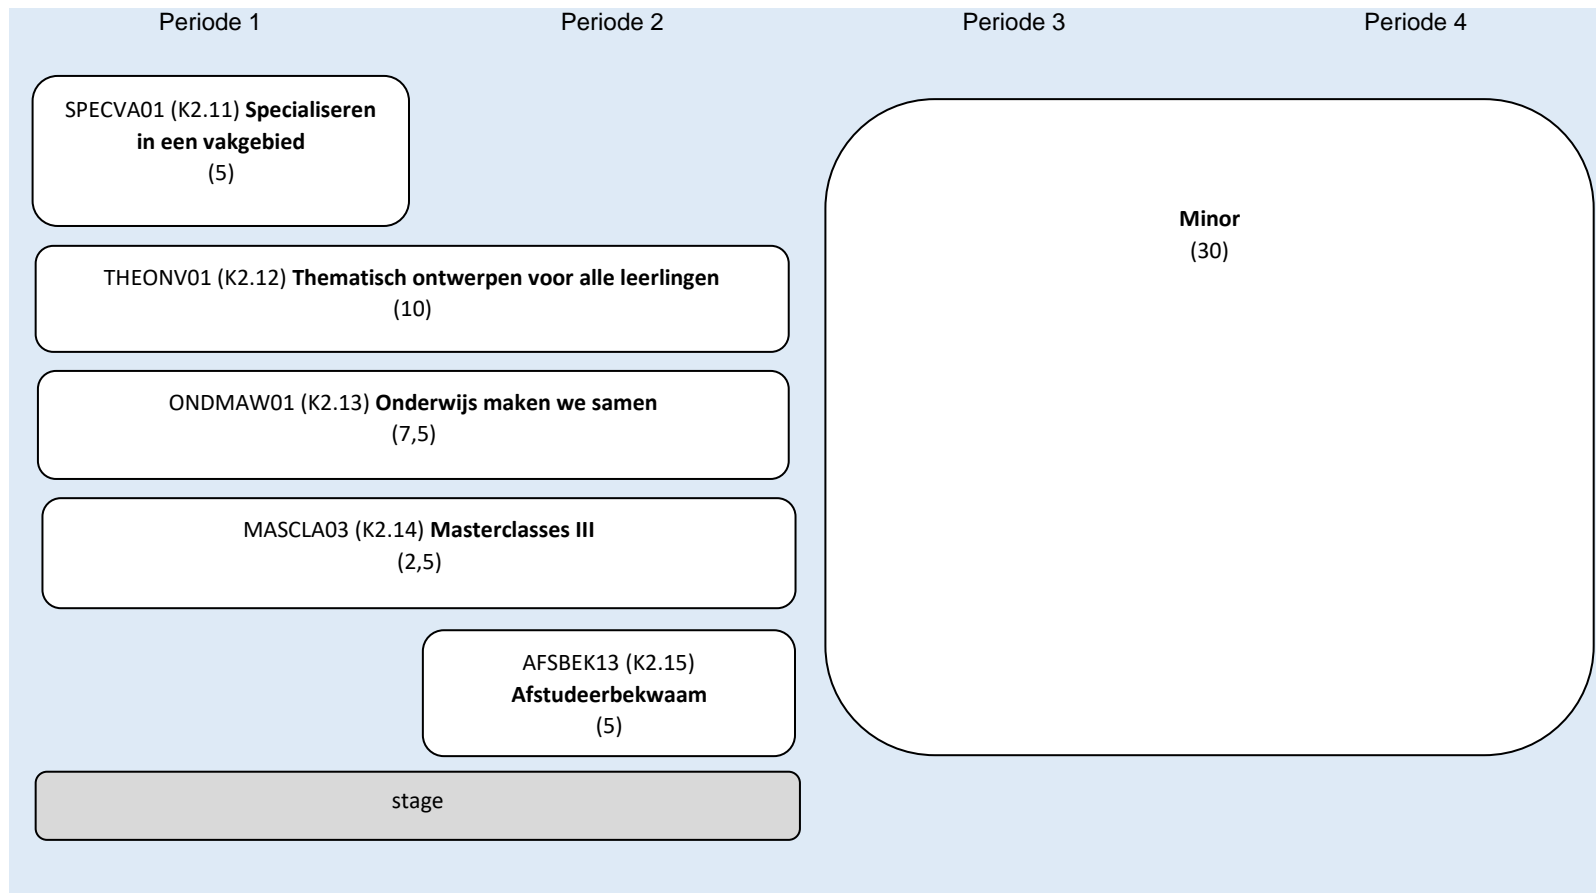 Periode 1 Periode 2 Periode 3 Periode 4
SPECVA01 (K2.11) Specialiseren
in een vakgebied
(5)
THEONV01 (K2.12) Thematisch ontwerpen voor alle leerlingen
(10)
ONDMAW01 (K2.13) Onderwijs maken we samen
(7,5)
MASCLA03 (K2.14) Masterclasses III
(2,5)
AFSBEK13 (K2.15)
Afstudeerbekwaam
(5)
stage
Minor
(30)